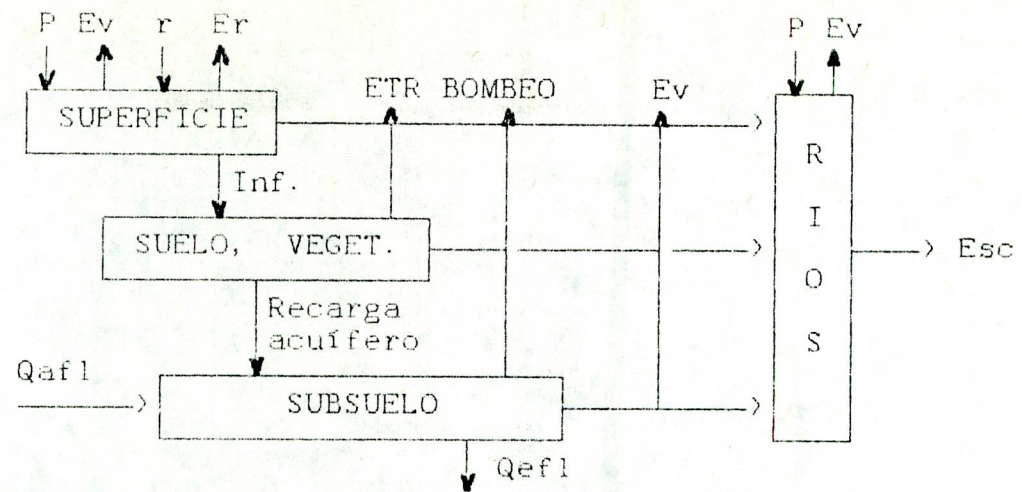 P Ev r Er
P Ev
ETR BOMBEO Ev
SUPERFICIE
Inf.
SUELO, VEGET.
Recarga
acuífero
Qafl
SUBSUELO
Qefl
R
I
O
S
Esc